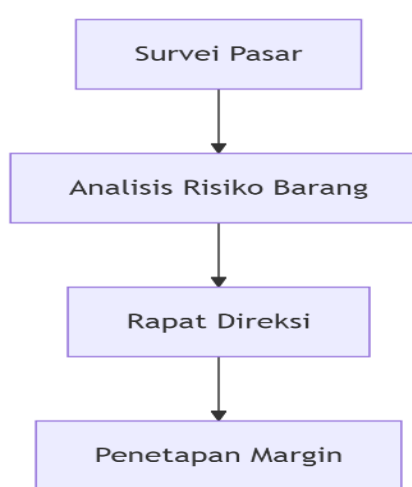 Survei Pasar
Analisis Risiko Barang
Rapat Direksi
Penetapan Margin